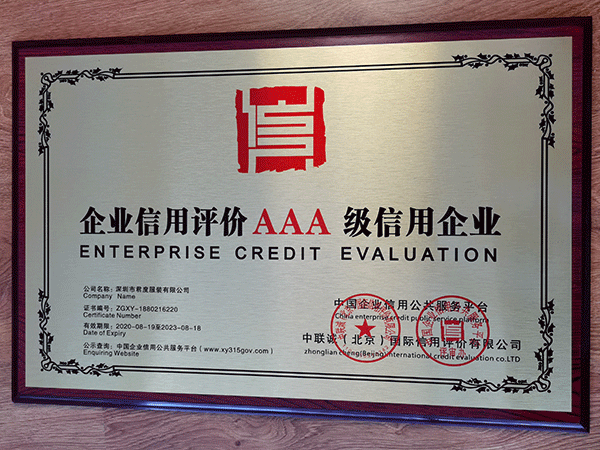 信
企业信用评价AAA级信用企业
ENTERPRISE CREDIT EVALUATION
公司名称：深圳市君度服装有限公司
Company Name
证书编号：ZGXY-1880216220
Certificate Number
有效期限：2020-08-19至2023-08-18
Date of Expiry
公示查询：中国企业信用公共服务平台（www.xy315gov.com）
Enquiring Website
中国企业信用公共服务平台
China enterprise credit public service platform
中联诚（北京）国际信用评价有限公司
zhonglian cheng(Beijing)international credit evaluation co.LTD